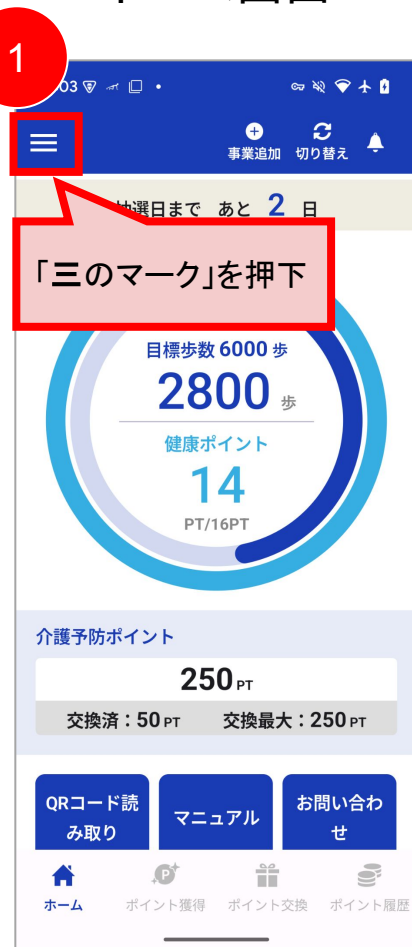 1
03
事業追加
切り替え
抽選日まで あと 2 日
「三のマーク」を押下
目標歩数 6000 歩
2800 歩
健康ポイント
14
PT/16PT
介護予防ポイント
250 PT
交換済：50 PT 交換最大：250 PT
QRコード読み取り
マニュアル
お問い合わせ
ホーム
ポイント獲得
ポイント交換
ポイント履歴